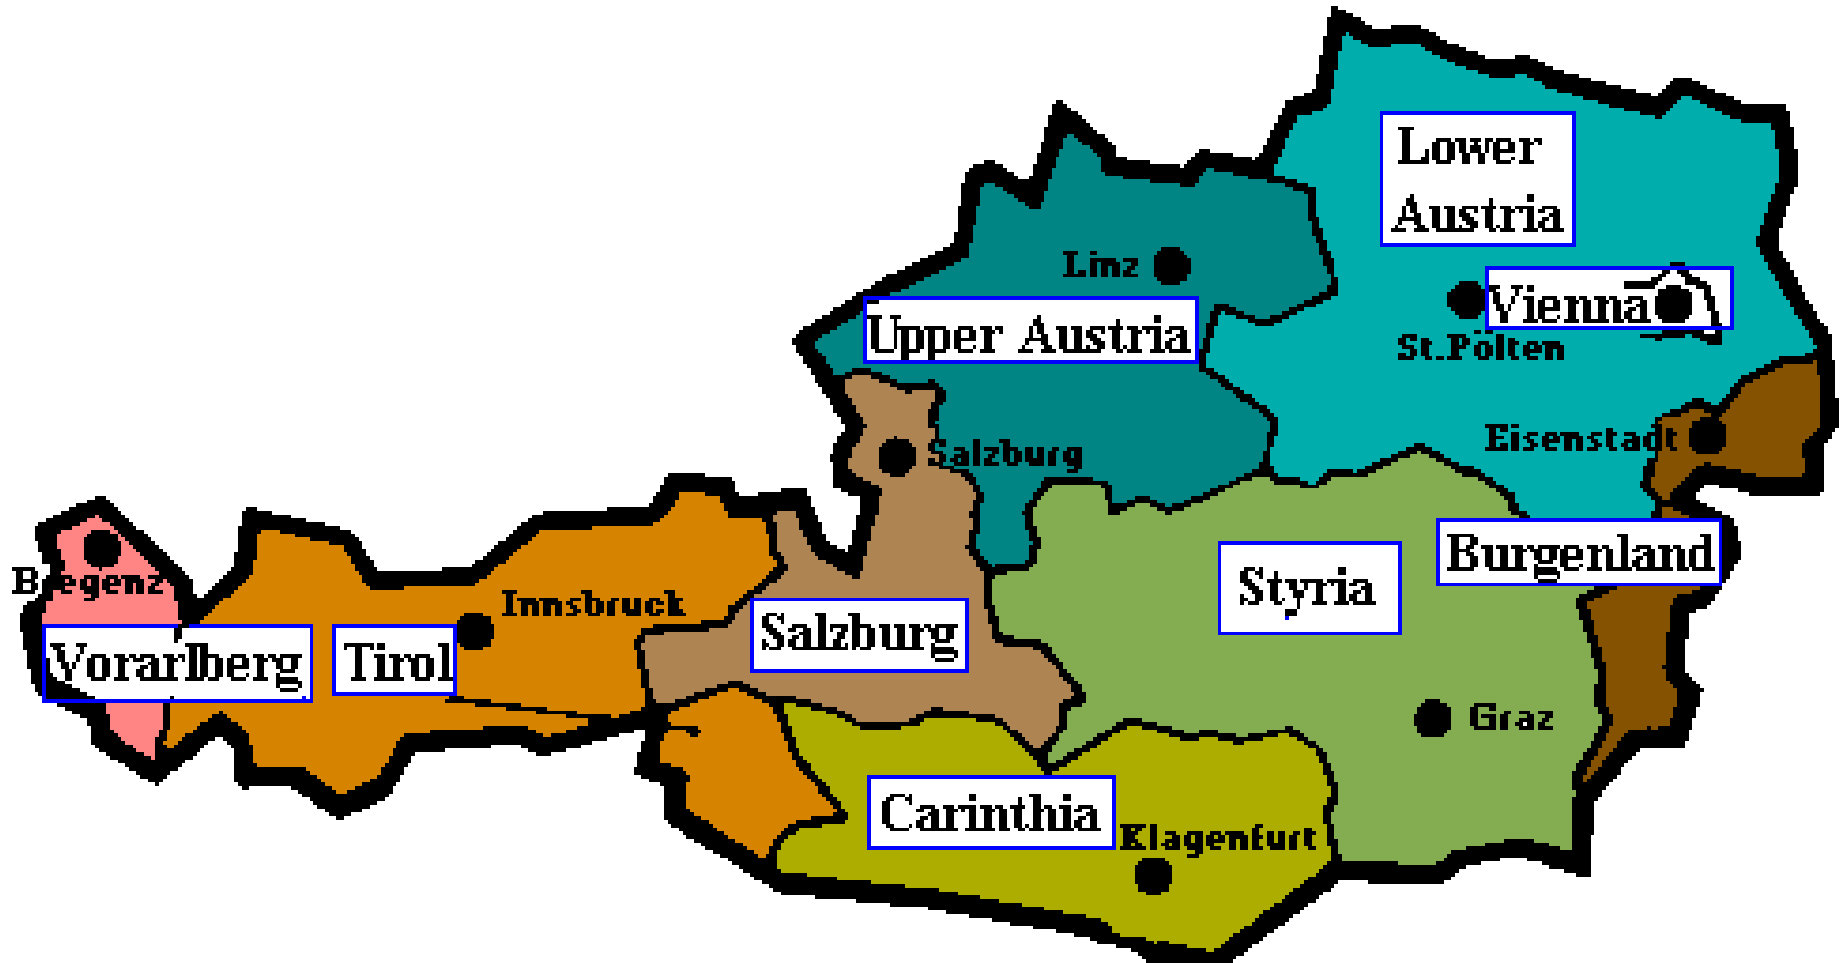 Lower
Austria
Linz
Vienna
Upper Austria
St.Pölten
Eisenstadt
Salzburg
Burgenland
Bregenz
Styria
Innsbruck
Salzburg
Vorarlberg
Tirol
Graz
Carinthia
Klagenfurt